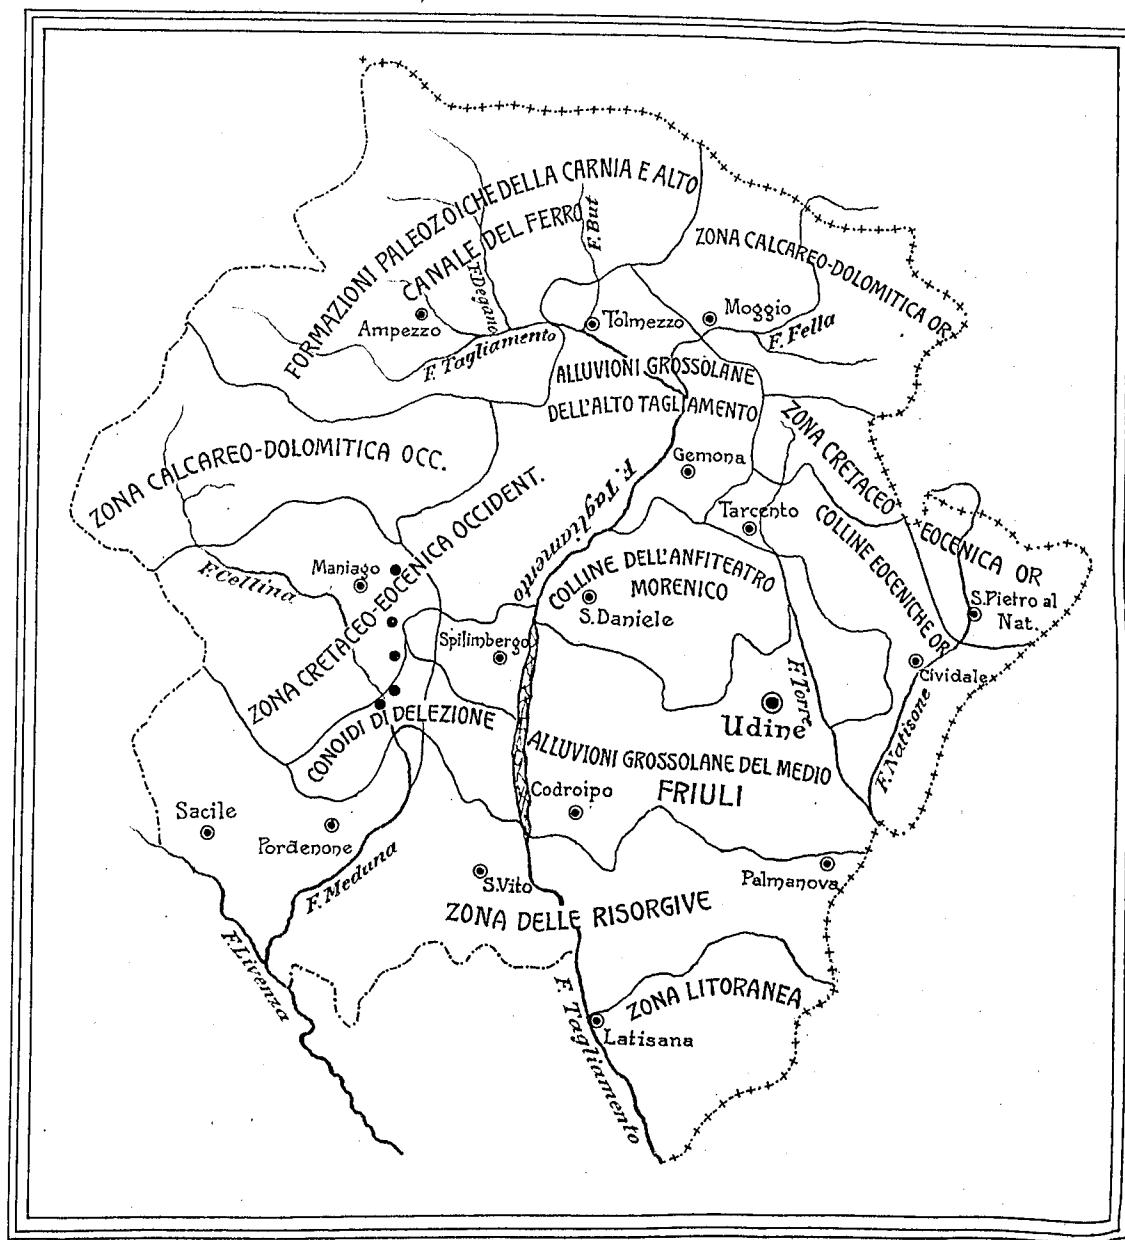 FORMAZIONI PALEOZOICHE DELLA CARNIA E ALTO
CANALE DEL FERRO
F. But
F. Degano
ZONA CALCAREO-DOLOMITICA OR.
Ampezzo
Tolmezzo
Moggio
F. Fella
F. Tagliamento
ALLUVIONI GROSSOLANE
DELL'ALTO TAGLIAMENTO
ZONA CALCAREO-DOLOMITICA OCC.
ZONA CRETACEO
EOCENICA OR
Gemona
F. Tagliamento
Tarcento
COLLINE EOCENICHE OR.
ZONA CRETACEO-EOCENICA OCCIDENT.
F. Cellina
Maniago
COLLINE DELL'ANFITEATRO
MORENICO
S. Daniele
S. Pietro al
Nat.
Spilimbergo
Cividale
F. Torre
Udine
F. Natisone
CONOIDI DI DELEZIONE
ALLUVIONI GROSSOLANE DEL MEDIO
FRIULI
Codroipo
Sacile
Pordenone
F. Meduna
S. Vito
Palmanova
ZONA DELLE RISORGIVE
F. Livenza
ZONA LITORANEA
Latisana
F. Tagliamento